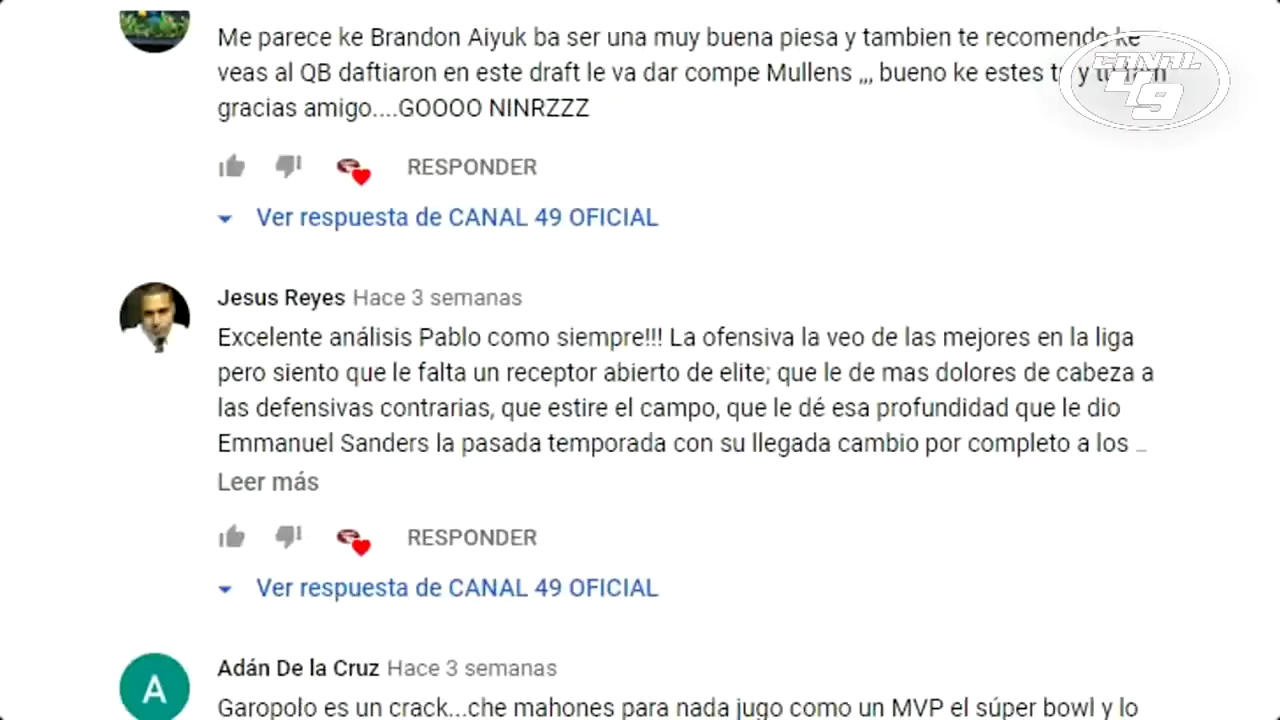 Me parece ke Brandon Aiyuk ba ser una muy buena piesa y tambien te recomendo ke
veas al QB daftiaron en este draft le va dar compe Mullens ,,, bueno ke estes y
gracias amigo....GOOOO NINRZZZ
CANAL
49
RESPONDER
Ver respuesta de CANAL 49 OFICIAL
Jesus Reyes Hace 3 semanas
Excelente análisis Pablo como siempre!!! La ofensiva la veo de las mejores en la liga
pero siento que le falta un receptor abierto de elite; que le de mas dolores de cabeza a
las defensivas contrarias, que estire el campo, que le dé esa profundidad que le dio
Emmanuel Sanders la pasada temporada con su llegada cambio por completo a los ...
Leer más
RESPONDER
Ver respuesta de CANAL 49 OFICIAL
A
Adán De la Cruz Hace 3 semanas
Garopolo es un crack...che mahones para nada jugo como un MVP el súper bowl y lo